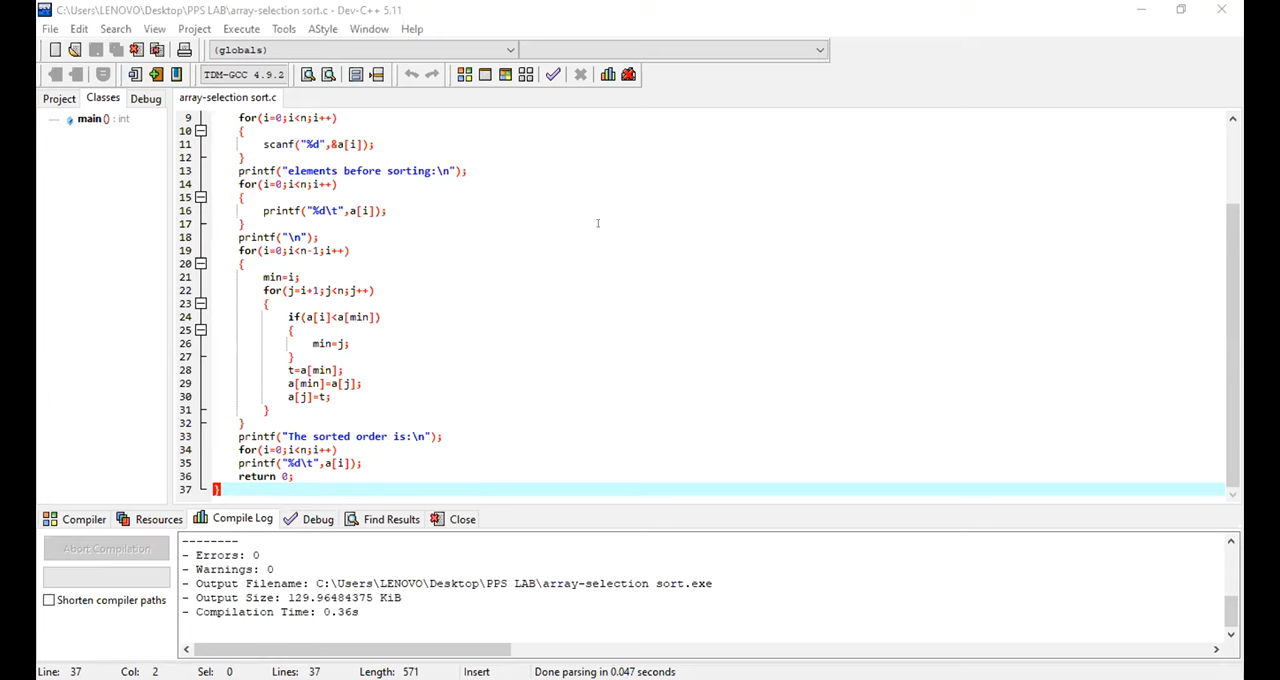 C:\Users\LENOVO\Desktop\PPS LAB\array-selection sort.c - Dev-C++ 5.11
File Edit Search View Project Execute Tools AStyle Window Help
(globals)
TDM-GCC 4.9.2
Project Classes Debug array-selection sort.c
main() : int
9 for(i=0;i<n;i++)
10 {
11 scanf("%d",&a[i]);
12 }
13 printf("elements before sorting:\n");
14 for(i=0;i<n;i++)
15 {
16 printf("%d\t",a[i]);
17 }
18 printf("\n");
19 for(i=0;i<n-1;i++)
20 {
21 min=i;
22 for(j=i+1;j<n;j++)
23 {
24 if(a[i]<a[min])
25 {
26 min=j;
27 }
28 t=a[min];
29 a[min]=a[j];
30 a[j]=t;
31 }
32 }
33 printf("The sorted order is:\n");
34 for(i=0;i<n;i++)
35 printf("%d\t",a[i]);
36 return 0;
37 }
Compiler Resources Compile Log Debug Find Results Close
Abort Compilation
Shorten compiler paths
--------
- Errors: 0
- Warnings: 0
- Output Filename: C:\Users\LENOVO\Desktop\PPS LAB\array-selection sort.exe
- Output Size: 129.96484375 KiB
- Compilation Time: 0.36s
Line: 37 Col: 2 Sel: 0 Lines: 37 Length: 571 Insert Done parsing in 0.047 seconds